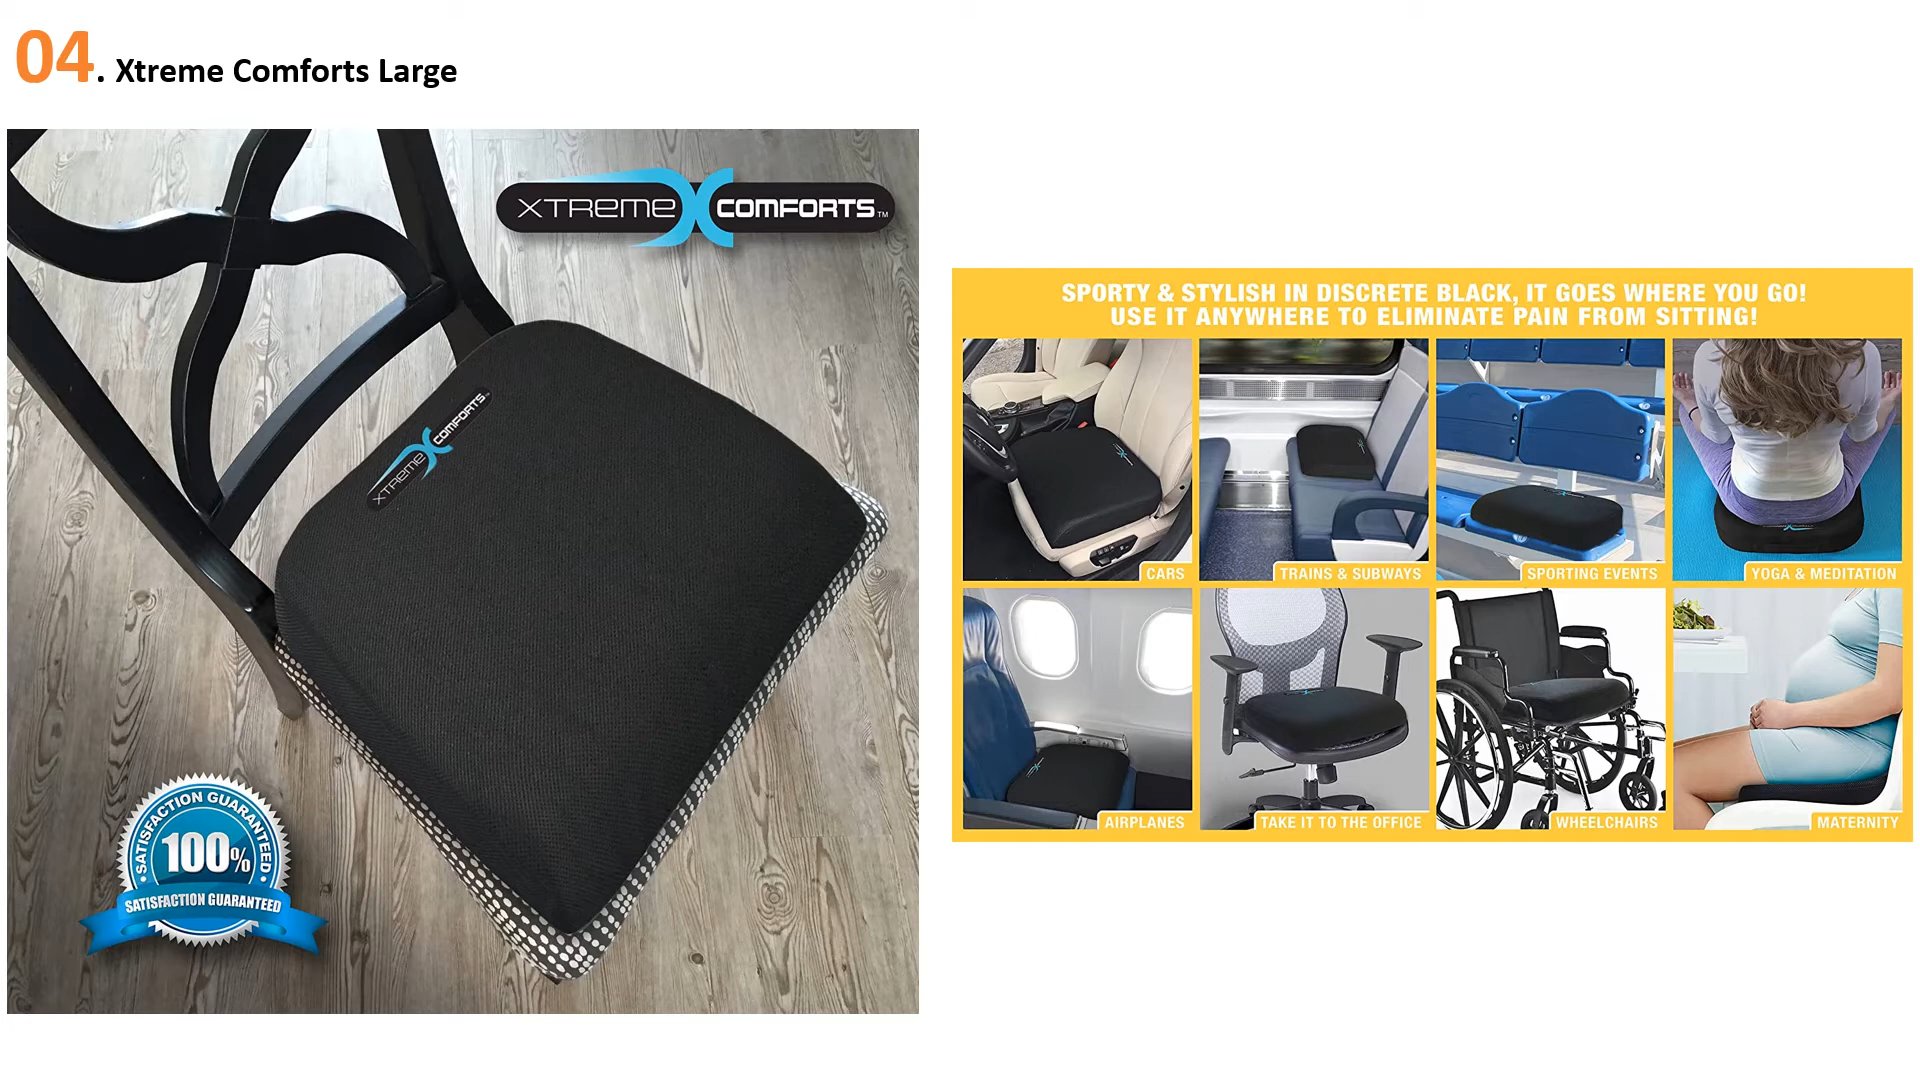 04. Xtreme Comforts Large
XTREME COMFORTS™
XTREME COMFORTS
SATISFACTION GUARANTEED
100%
SATISFACTION GUARANTEED
SPORTY & STYLISH IN DISCRETE BLACK, IT GOES WHERE YOU GO!
USE IT ANYWHERE TO ELIMINATE PAIN FROM SITTING!
CARS
TRAINS & SUBWAYS
SPORTING EVENTS
YOGA & MEDITATION
AIRPLANES
TAKE IT TO THE OFFICE
WHEELCHAIRS
MATERNITY